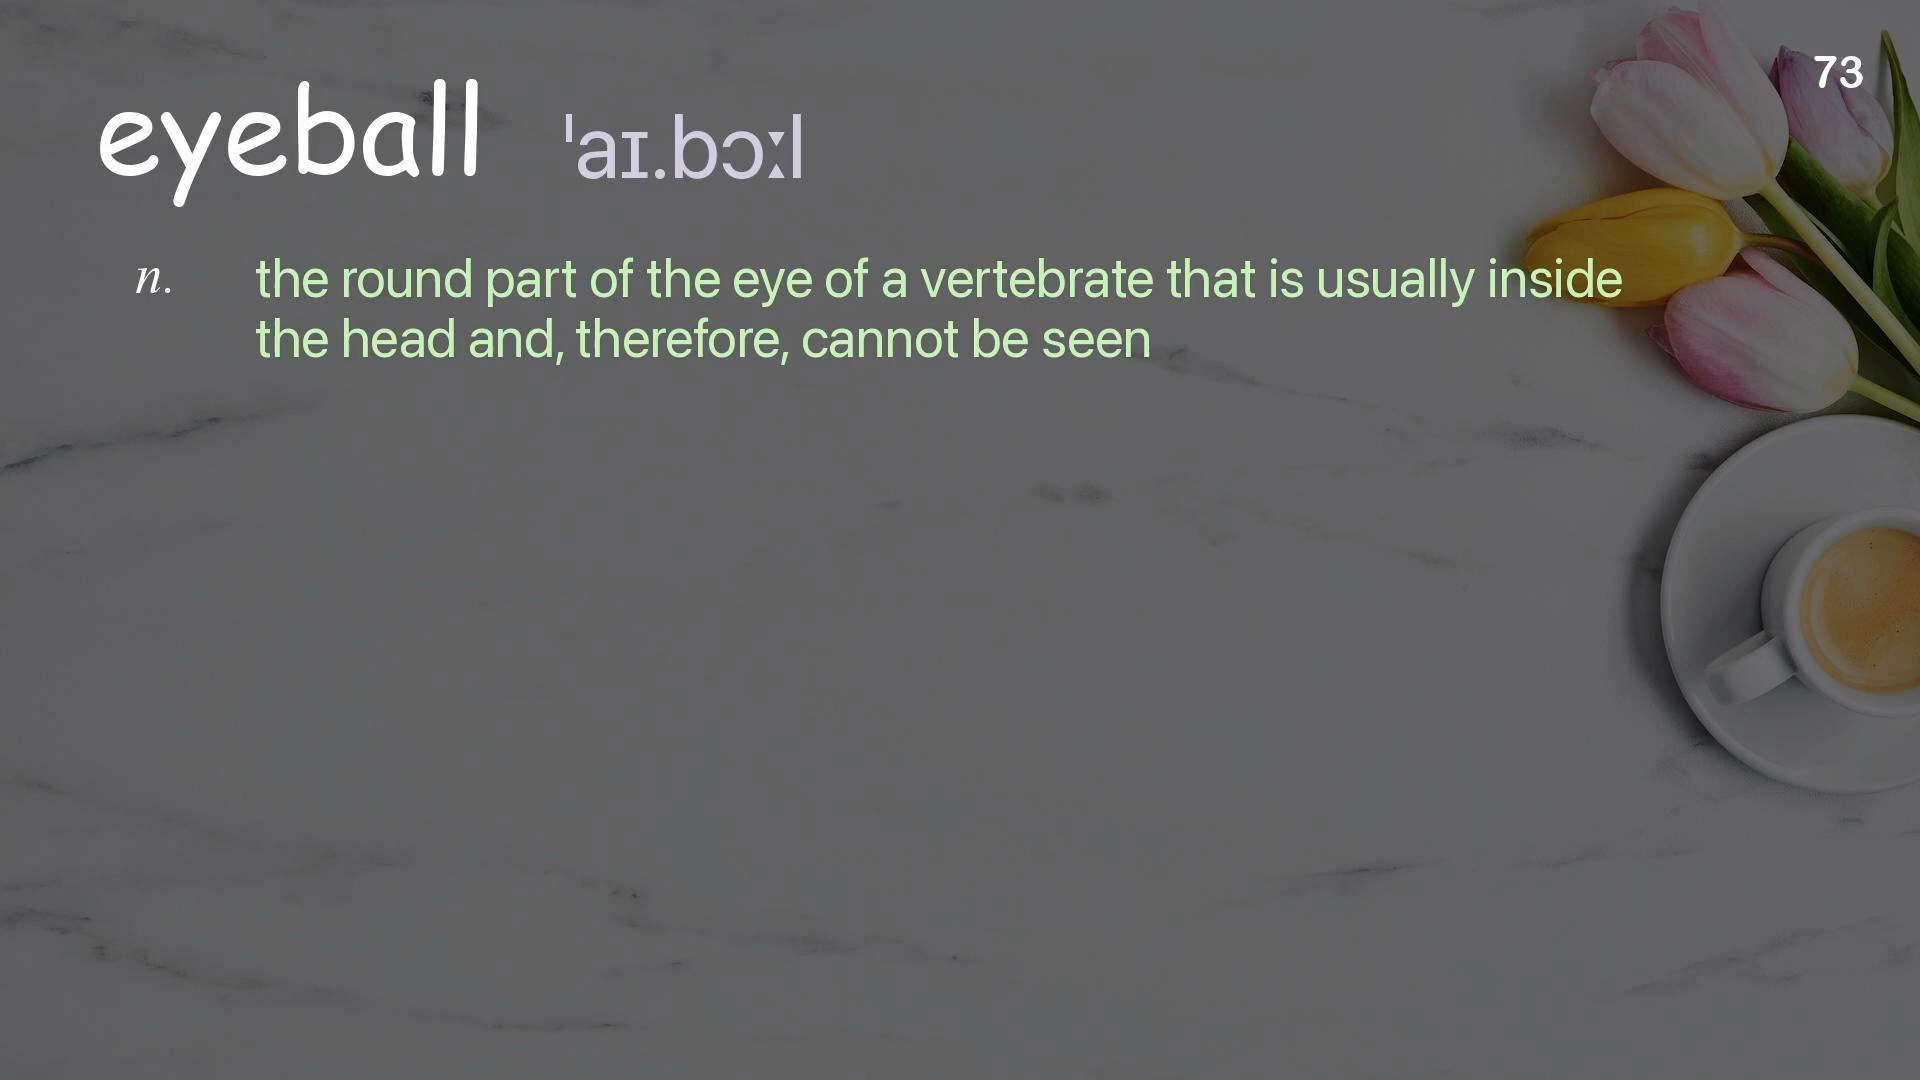 73
eyeball ˈaɪ.bɔːl
n. the round part of the eye of a vertebrate that is usually inside
the head and, therefore, cannot be seen